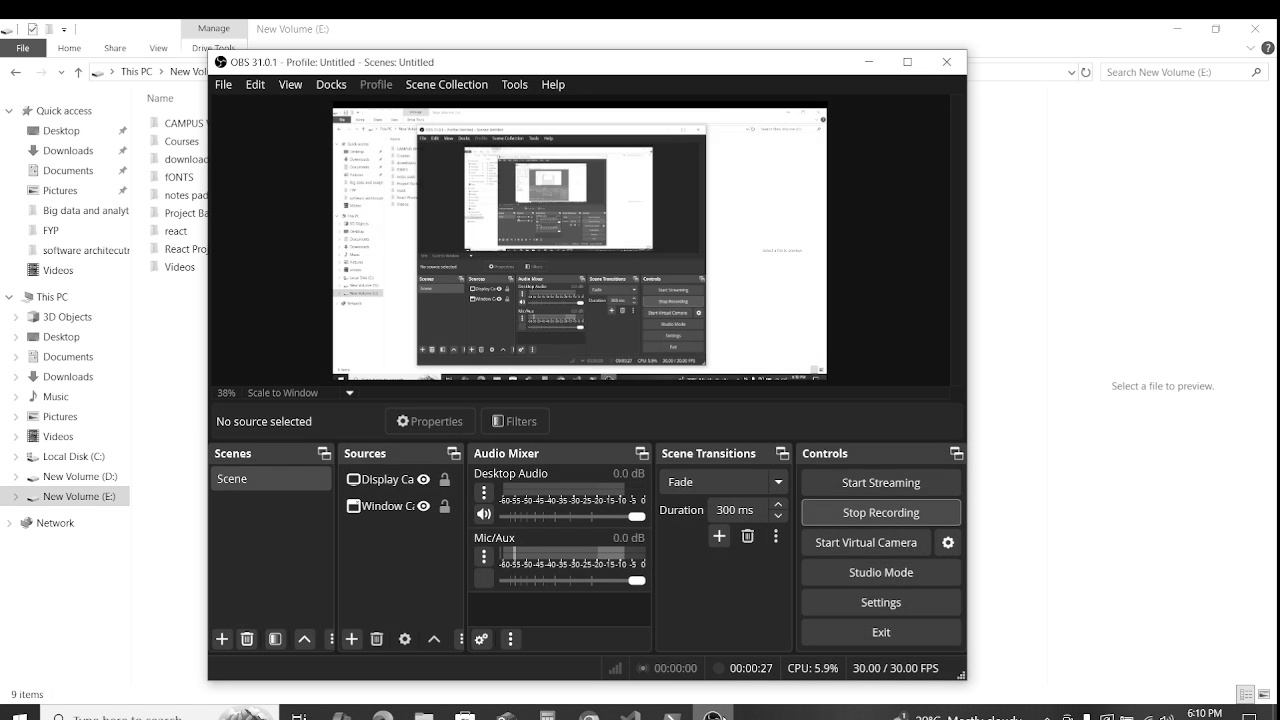 Manage
New Volume (E:)
File
Home
Share
View
Drive Tools
This PC
New Vol
Search New Volume (E:)
Quick access
Desktop
Downloads
Documents
Pictures
Big data and analyt
FYP
software architecutr
Videos
This PC
3D Objects
Desktop
Documents
Downloads
Music
Pictures
Videos
Local Disk (C:)
New Volume (D:)
New Volume (E:)
Network
Name
CAMPUS
Courses
download
fONTS
notes pad
Project Ba
react
React Pro
Videos
OBS 31.0.1 - Profile: Untitled - Scenes: Untitled
File Edit View Docks Profile Scene Collection Tools Help
38% Scale to Window
No source selected
Properties
Filters
Scenes
Scene
Sources
DIsplay Ca
Window Ca
Audio Mixer
Desktop Audio 0.0 dB
-60 -55 -50 -45 -40 -35 -30 -25 -20 -15 -10 -5 0
Mic/Aux 0.0 dB
-60 -55 -50 -45 -40 -35 -30 -25 -20 -15 -10 -5 0
Scene Transitions
Fade
Duration 300 ms
Controls
Start Streaming
Stop Recording
Start Virtual Camera
Studio Mode
Settings
Exit
00:00:00
00:00:27
CPU: 5.9%
30.00 / 30.00 FPS
Select a file to preview.
9 items
Type here to search
Mostly cloudy
6:10 PM